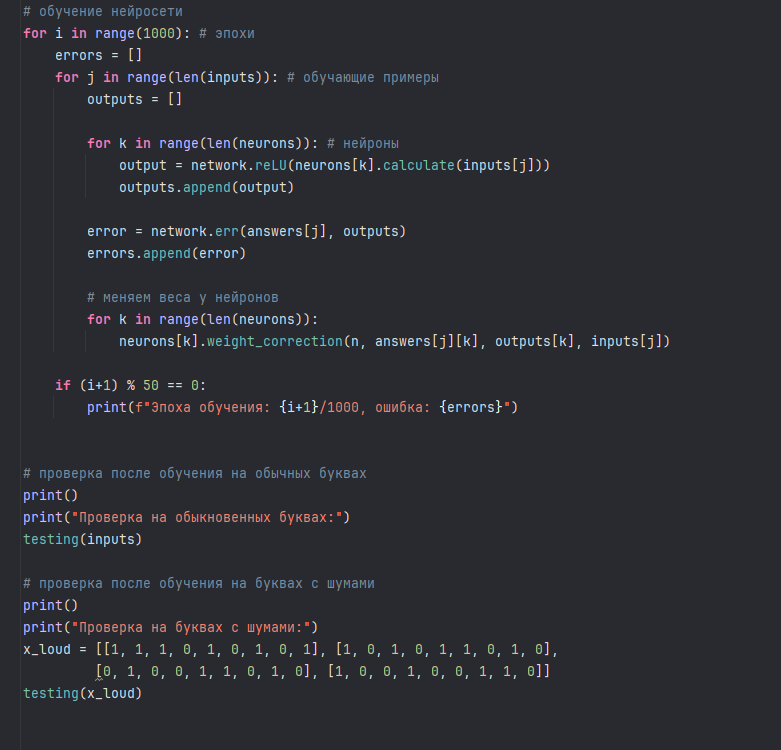 # обучение нейросети
for i in range(1000): # эпохи
    errors = []
    for j in range(len(inputs)): # обучающие примеры
        outputs = []

        for k in range(len(neurons)): # нейроны
            output = network.reLU(neurons[k].calculate(inputs[j]))
            outputs.append(output)

        error = network.err(answers[j], outputs)
        errors.append(error)

        # меняем веса у нейронов
        for k in range(len(neurons)):
            neurons[k].weight_correction(n, answers[j][k], outputs[k], inputs[j])

    if (i+1) % 50 == 0:
        print(f"Эпоха обучения: {i+1}/1000, ошибка: {errors}")


# проверка после обучения на обычных буквах
print()
print("Проверка на обыкновенных буквах:")
testing(inputs)

# проверка после обучения на буквах с шумами
print()
print("Проверка на буквах с шумами:")
x_loud = [[1, 1, 1, 0, 1, 0, 1, 0, 1], [1, 0, 1, 0, 1, 1, 0, 1, 0],
         [0, 1, 0, 0, 1, 1, 0, 1, 0], [1, 0, 0, 1, 0, 0, 1, 1, 0]]
testing(x_loud)